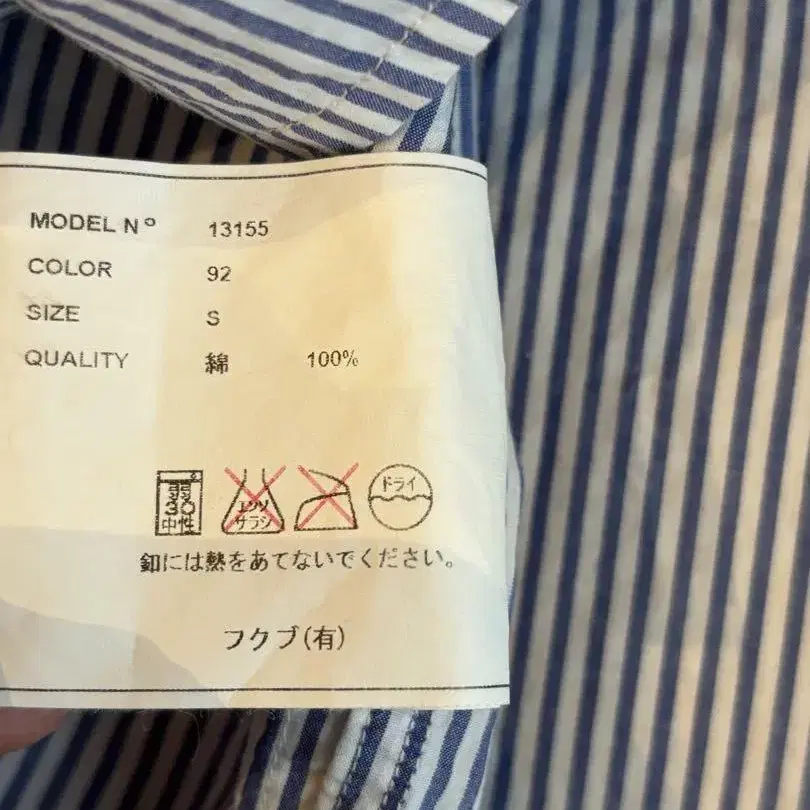 MODEL Nº 13155
COLOR 92
SIZE S
QUALITY 綿 100%
弱
30
中性
エンソ
サラシ
ドライ
釦には熱をあてないでください。
フクブ(有)